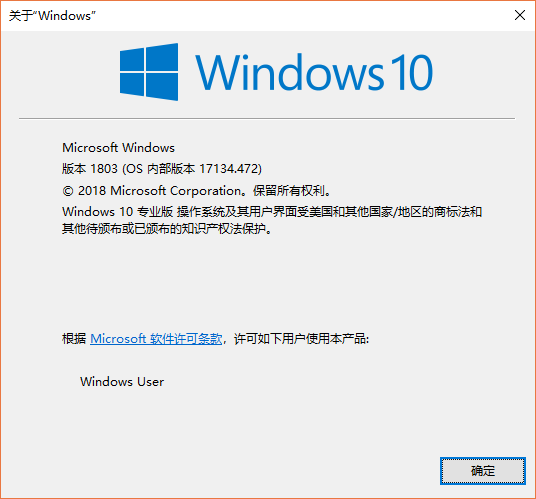 关于“Windows”
Windows 10
Microsoft Windows
版本 1803 (OS 内部版本 17134.472)
© 2018 Microsoft Corporation。保留所有权利。
Windows 10 专业版 操作系统及其用户界面受美国和其他国家/地区的商标法和
其他待颁布或已颁布的知识产权法保护。
根据 Microsoft 软件许可条款，许可如下用户使用本产品:
Windows User
确定